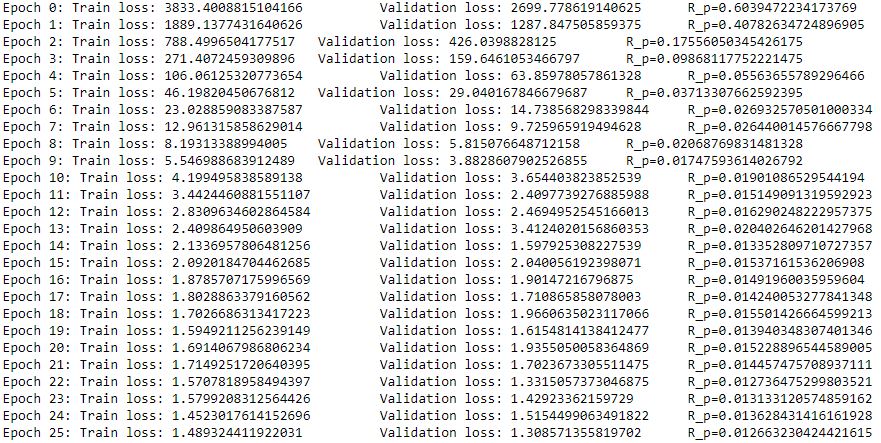 Epoch 0: Train loss: 3833.4008815104166 Validation loss: 2699.778619140625 R_p=0.6039472234173769
Epoch 1: Train loss: 1889.1377431640626 Validation loss: 1287.847505859375 R_p=0.40782634724896905
Epoch 2: Train loss: 788.4996504177517 Validation loss: 426.0398828125 R_p=0.17556050345426175
Epoch 3: Train loss: 271.4072459309896 Validation loss: 159.6461053466797 R_p=0.09868117752221475
Epoch 4: Train loss: 106.06125320773654 Validation loss: 63.85978057861328 R_p=0.05563655789296466
Epoch 5: Train loss: 46.19820450676812 Validation loss: 29.040167846679687 R_p=0.03713307662592395
Epoch 6: Train loss: 23.028859083387587 Validation loss: 14.738568298339844 R_p=0.026932570501000334
Epoch 7: Train loss: 12.961315858629014 Validation loss: 9.725965919494628 R_p=0.026440014576667798
Epoch 8: Train loss: 8.19313388994005 Validation loss: 5.815076648712158 R_p=0.02068769831481328
Epoch 9: Train loss: 5.546988683912489 Validation loss: 3.8828607902526855 R_p=0.01747593614026792
Epoch 10: Train loss: 4.199495838589138 Validation loss: 3.654403823852539 R_p=0.01901086529544194
Epoch 11: Train loss: 3.4424460881551107 Validation loss: 2.4097739276885988 R_p=0.015149091319592923
Epoch 12: Train loss: 2.8309634602864584 Validation loss: 2.4694952545166013 R_p=0.016290248222957375
Epoch 13: Train loss: 2.409864950603909 Validation loss: 3.4124020156860353 R_p=0.020402646201427968
Epoch 14: Train loss: 2.1336957806481256 Validation loss: 1.597925308227539 R_p=0.013352809710727357
Epoch 15: Train loss: 2.0920184704462685 Validation loss: 2.040056192398071 R_p=0.01537161536206908
Epoch 16: Train loss: 1.8785707175996569 Validation loss: 1.90147216796875 R_p=0.01491960035959604
Epoch 17: Train loss: 1.8028863379160562 Validation loss: 1.710865858078003 R_p=0.014240053277841348
Epoch 18: Train loss: 1.7026686313417223 Validation loss: 1.9660635023117066 R_p=0.015501426664599213
Epoch 19: Train loss: 1.5949211256239149 Validation loss: 1.6154814138412477 R_p=0.013940348307401346
Epoch 20: Train loss: 1.6914067986806234 Validation loss: 1.9355050058364869 R_p=0.015228896544589005
Epoch 21: Train loss: 1.7149251720640395 Validation loss: 1.7023673305511475 R_p=0.014457475708937111
Epoch 22: Train loss: 1.5707818958494397 Validation loss: 1.3315057373046875 R_p=0.012736475299803521
Epoch 23: Train loss: 1.5799208312564426 Validation loss: 1.42923362159729 R_p=0.013133120574859162
Epoch 24: Train loss: 1.4523017614152696 Validation loss: 1.5154499063491822 R_p=0.013628431416161928
Epoch 25: Train loss: 1.489324411922031 Validation loss: 1.308571355819702 R_p=0.012663230424421615